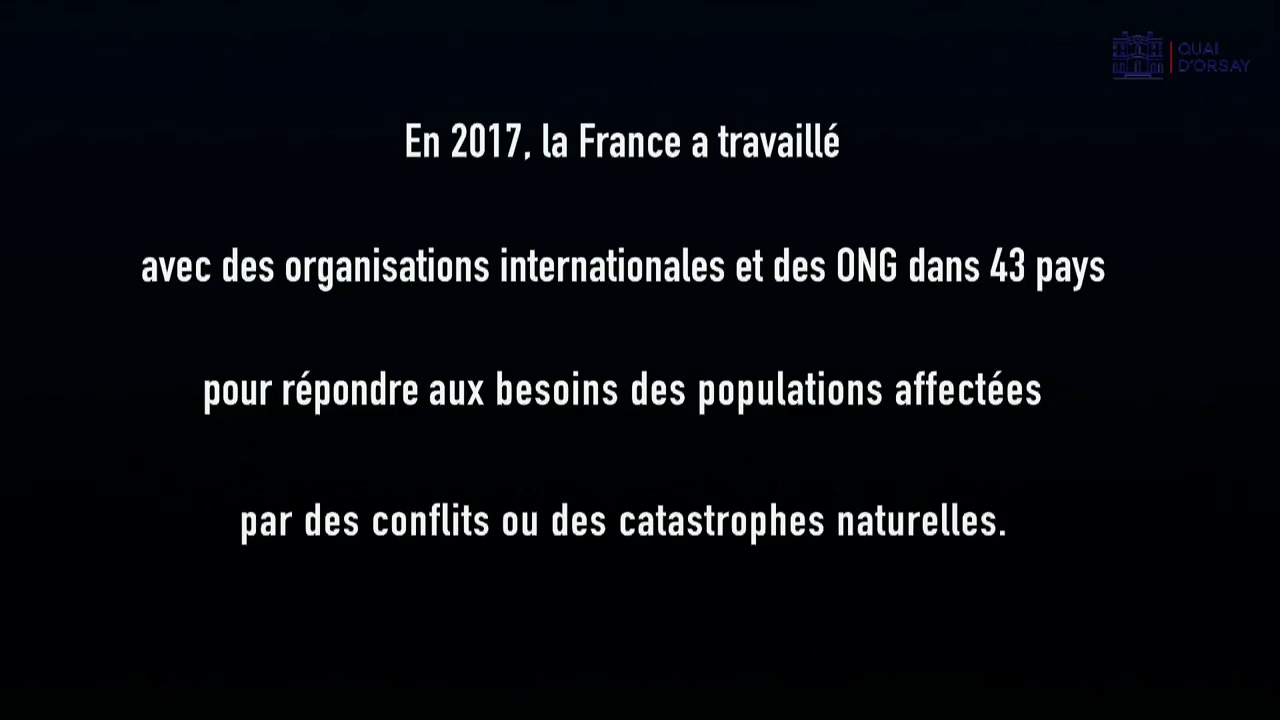 QUAI
D'ORSAY
En 2017, la France a travaillé
avec des organisations internationales et des ONG dans 43 pays
pour répondre aux besoins des populations affectées
par des conflits ou des catastrophes naturelles.